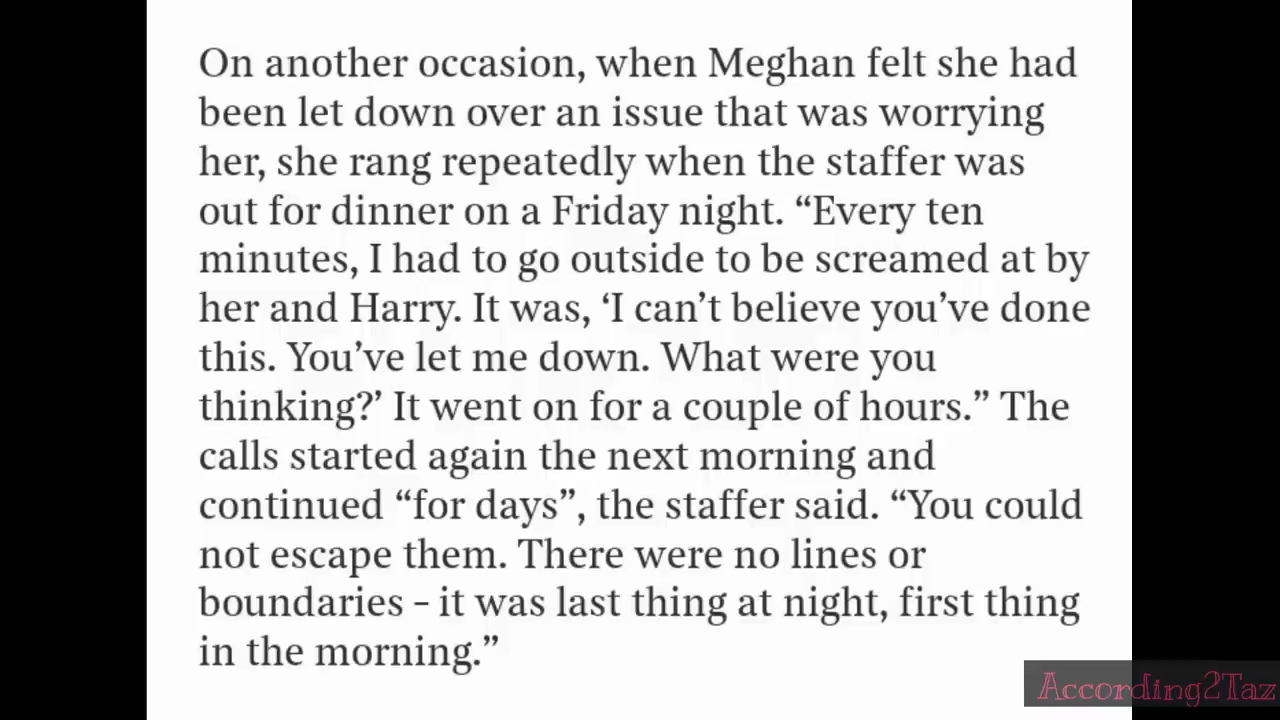 On another occasion, when Meghan felt she had
been let down over an issue that was worrying
her, she rang repeatedly when the staffer was
out for dinner on a Friday night. “Every ten
minutes, I had to go outside to be screamed at by
her and Harry. It was, ‘I can’t believe you’ve done
this. You’ve let me down. What were you
thinking?’ It went on for a couple of hours.” The
calls started again the next morning and
continued “for days”, the staffer said. “You could
not escape them. There were no lines or
boundaries – it was last thing at night, first thing
in the morning.”
According2Taz